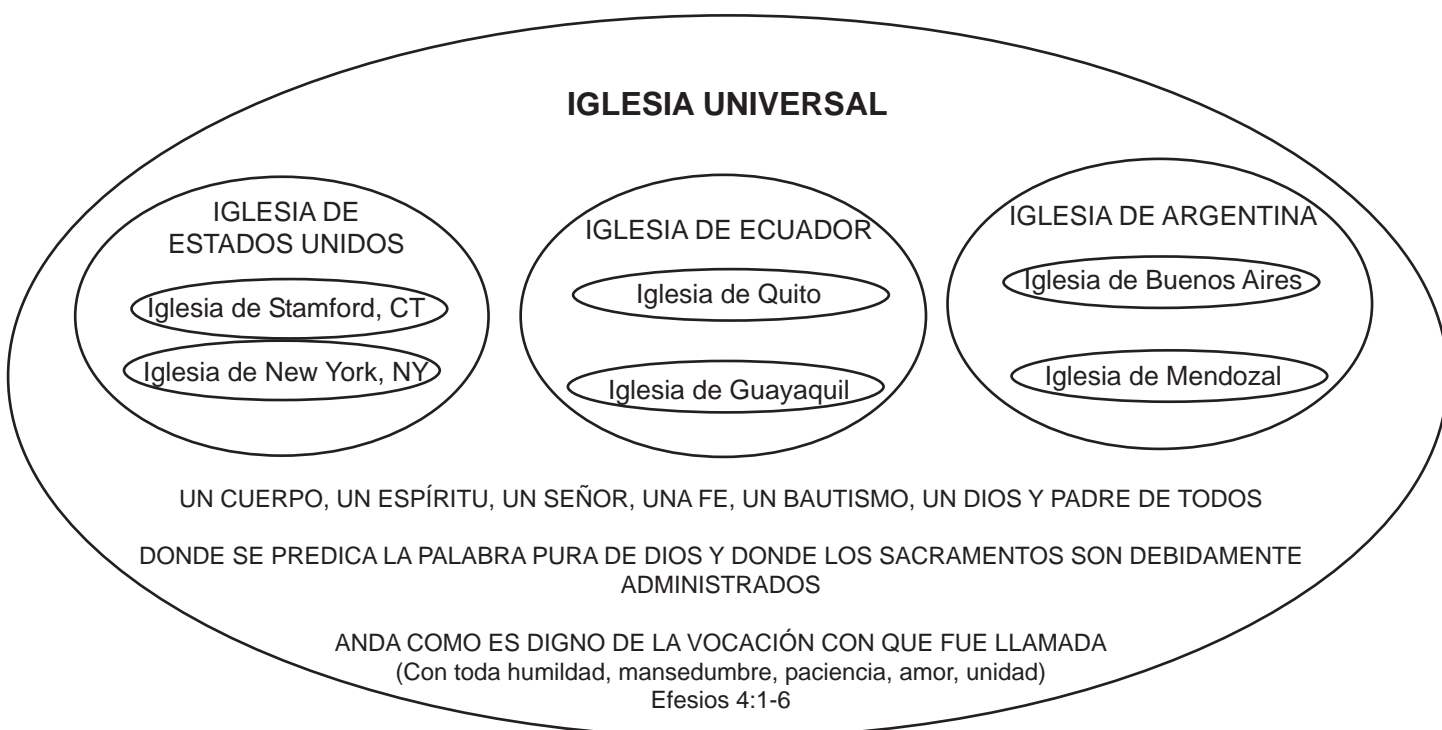 IGLESIA UNIVERSAL
IGLESIA DE
ESTADOS UNIDOS
Iglesia de Stamford, CT
Iglesia de New York, NY
IGLESIA DE ECUADOR
Iglesia de Quito
Iglesia de Guayaquil
IGLESIA DE ARGENTINA
Iglesia de Buenos Aires
Iglesia de Mendozal
UN CUERPO, UN ESPÍRITU, UN SEÑOR, UNA FE, UN BAUTISMO, UN DIOS Y PADRE DE TODOS
DONDE SE PREDICA LA PALABRA PURA DE DIOS Y DONDE LOS SACRAMENTOS SON DEBIDAMENTE
ADMINISTRADOS
ANDA COMO ES DIGNO DE LA VOCACIÓN CON QUE FUE LLAMADA
(Con toda humildad, mansedumbre, paciencia, amor, unidad)
Efesios 4:1-6